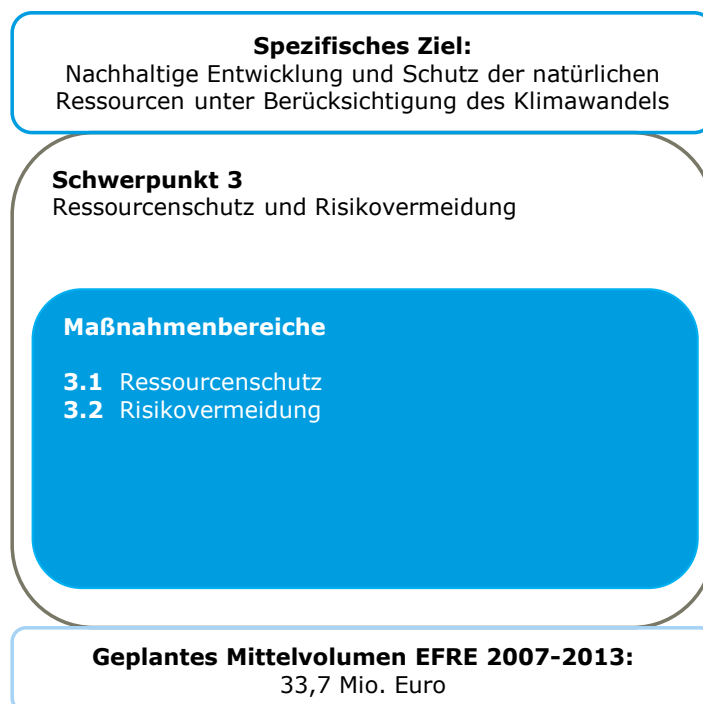 Spezifisches Ziel:
Nachhaltige Entwicklung und Schutz der natürlichen
Ressourcen unter Berücksichtigung des Klimawandels
Schwerpunkt 3
Ressourcenschutz und Risikovermeidung
Maßnahmenbereiche
3.1 Ressourcenschutz
3.2 Risikovermeidung
Geplantes Mittelvolumen EFRE 2007-2013:
33,7 Mio. Euro